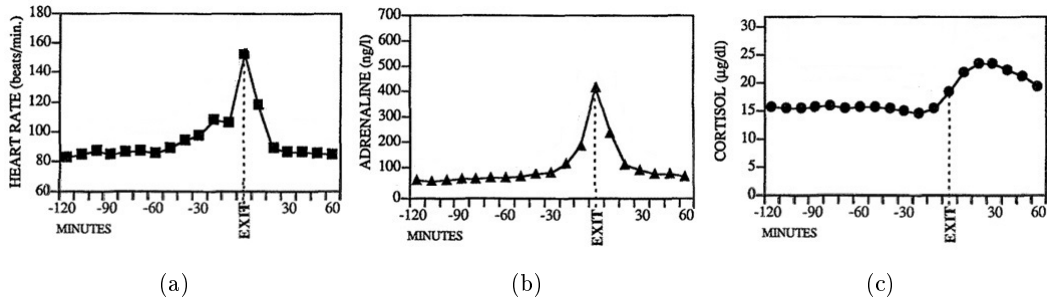 HEART RATE (beats/min.)
180
160
140
120
100
80
60
-120 -90 -60 -30 EXIT 30 60
MINUTES
(a)
ADRENALINE (ng/l)
700
600
500
400
300
200
100
0
-120 -90 -60 -30 EXIT 30 60
MINUTES
(b)
CORTISOL (µg/dl)
30
25
20
15
10
5
0
-120 -90 -60 -30 EXIT 30 60
MINUTES
(c)